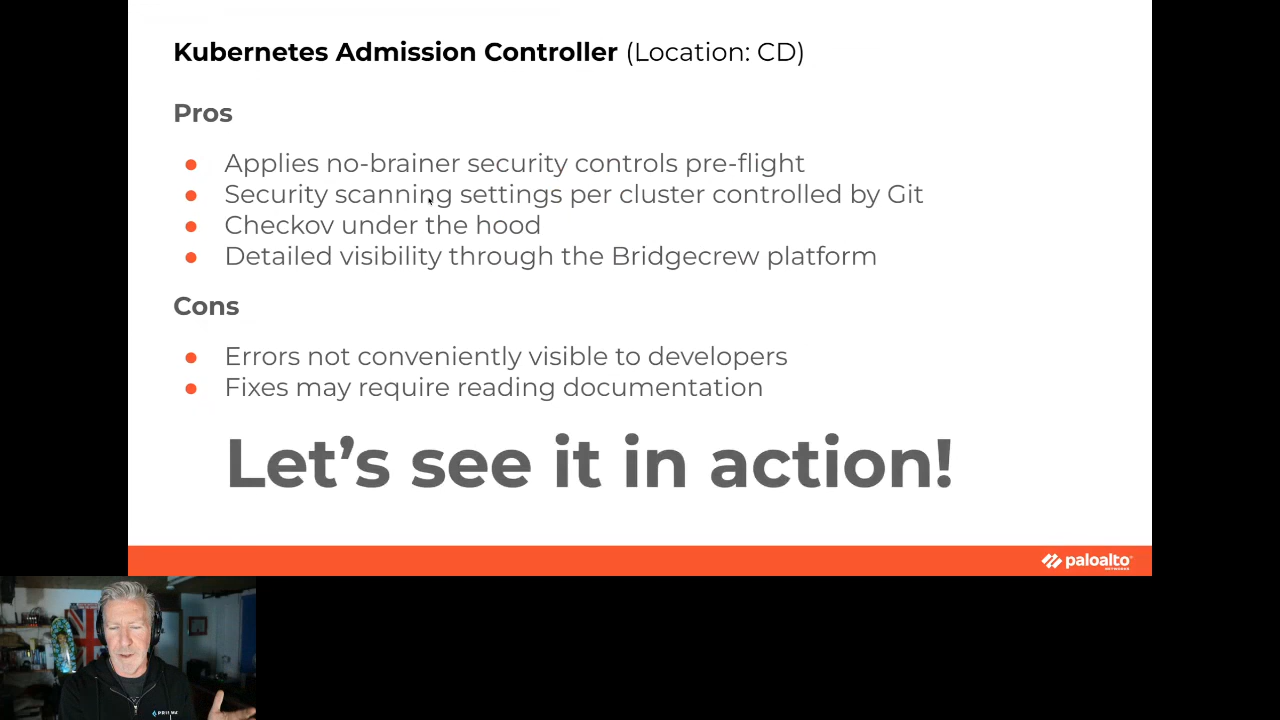 Kubernetes Admission Controller (Location: CD)
Pros
Applies no-brainer security controls pre-flight
Security scanning settings per cluster controlled by Git
Checkov under the hood
Detailed visibility through the Bridgecrew platform
Cons
Errors not conveniently visible to developers
Fixes may require reading documentation
Let's see it in action!
paloalto
NETWORKS